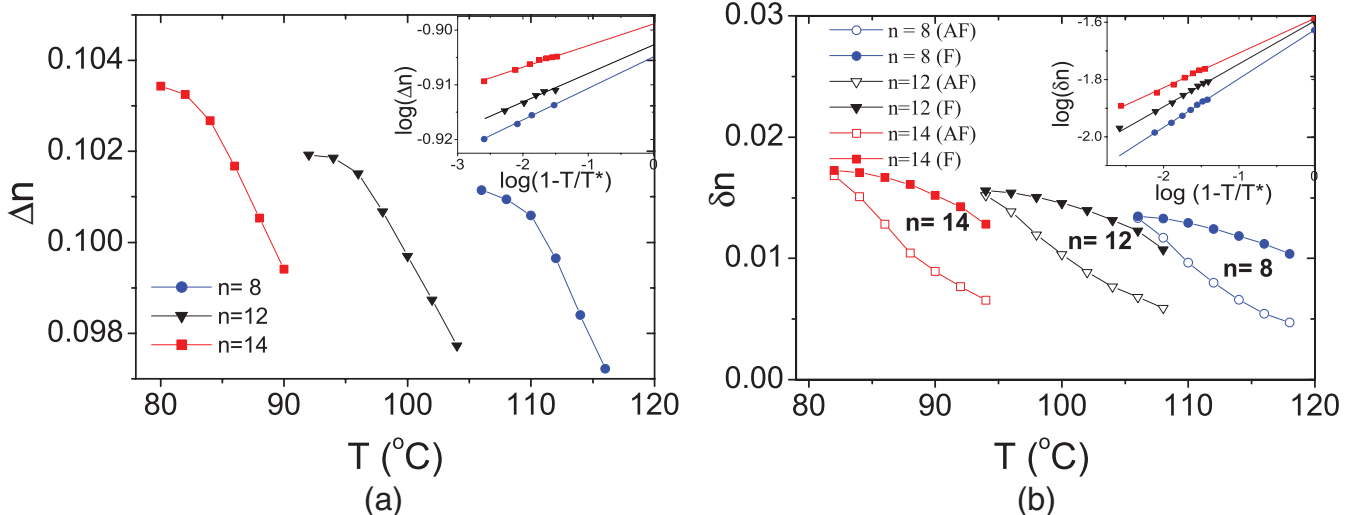 0.104
0.102
0.100
0.098
Δn
80
90
100
110
120
T (°C)
n= 8
n=12
n=14
-0.90
-0.91
-0.92
log(Δn)
-3
-2
-1
0
log(1-T/T*)
(a)
0.03
0.02
0.01
0.00
δn
80
90
100
110
120
T (°C)
n = 8 (AF)
n = 8 (F)
n=12 (AF)
n=12 (F)
n=14 (AF)
n=14 (F)
n= 14
n= 12
n= 8
-1.6
-1.8
-2.0
log(δn)
-2
-1
0
log (1-T/T*)
(b)